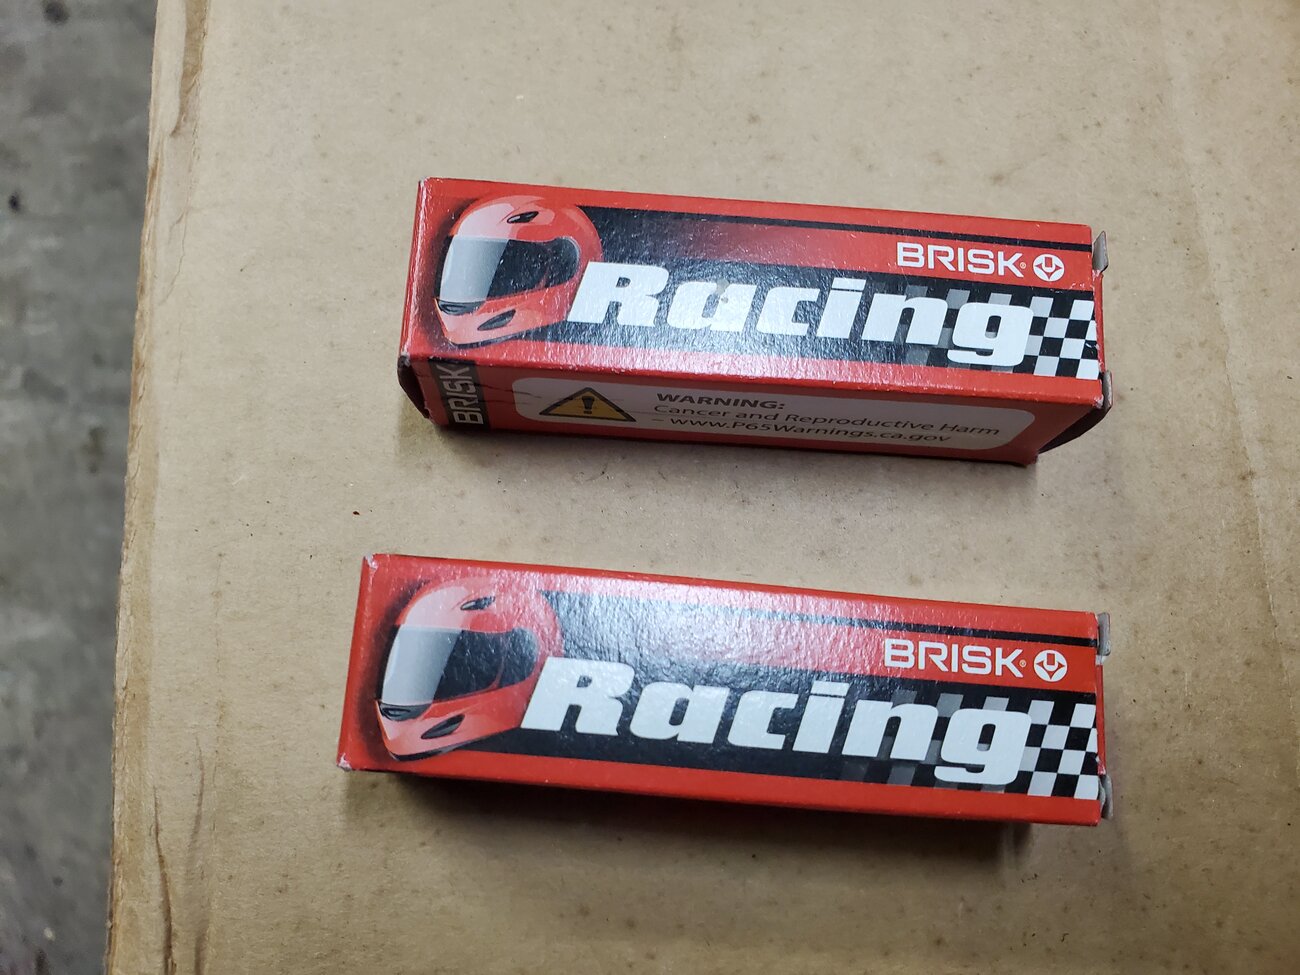 BRISK®
Racing
BRISK
WARNING:
Cancer and Reproductive Harm
- www.P65Warnings.ca.gov
BRISK®
Racing